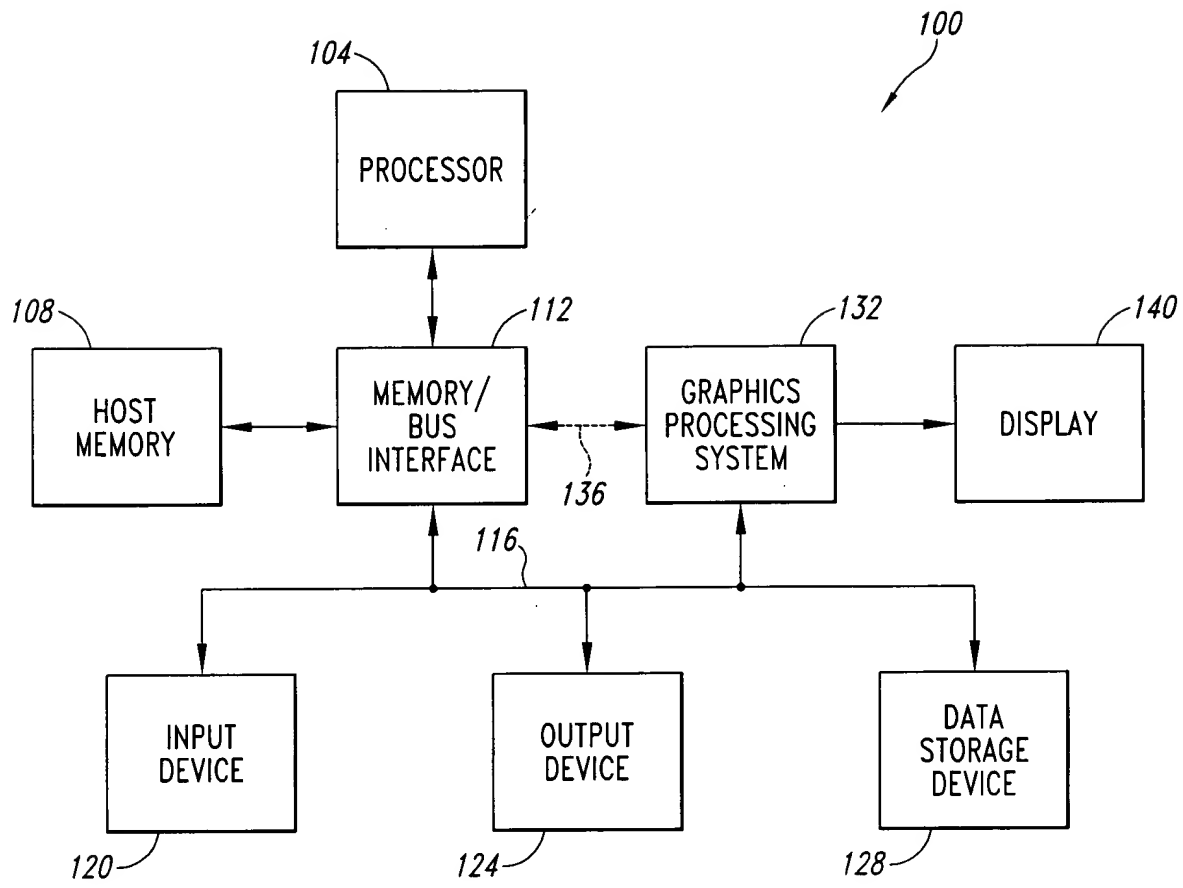 100
104
PROCESSOR
108
112
132
140
HOST
MEMORY
MEMORY/
BUS
INTERFACE
GRAPHICS
PROCESSING
SYSTEM
DISPLAY
136
116
INPUT
DEVICE
OUTPUT
DEVICE
DATA
STORAGE
DEVICE
120
124
128